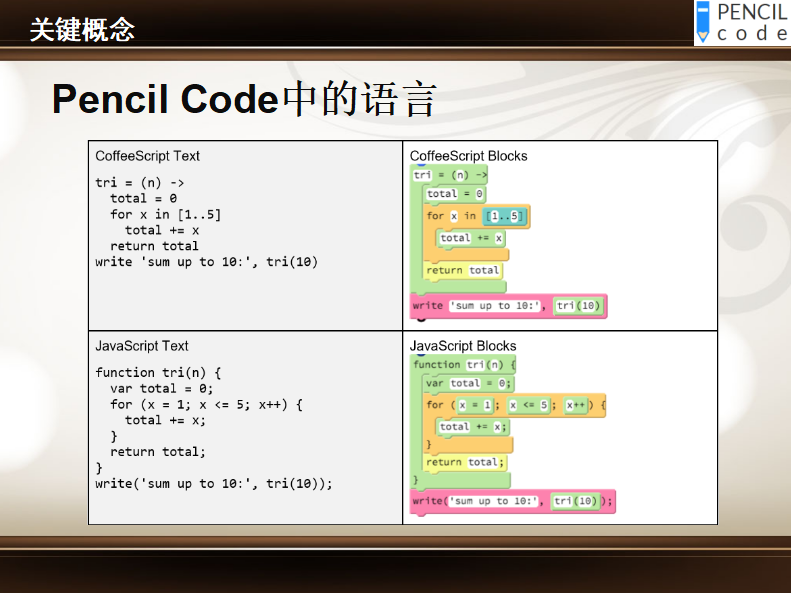 关键概念
PENCIL
code
Pencil Code中的语言
CoffeeScript Text
tri = (n) ->
  total = 0
  for x in [1..5]
    total += x
  return total
write 'sum up to 10:', tri(10)
CoffeeScript Blocks
tri = (n) ->
total = 0
for x in [1..5]
total += x
return total
write 'sum up to 10:', tri(10)
JavaScript Text
function tri(n) {
  var total = 0;
  for (x = 1; x <= 5; x++) {
    total += x;
  }
  return total;
}
write('sum up to 10:', tri(10));
JavaScript Blocks
function tri(n) {
var total = 0;
for (x = 1; x <= 5; x++) {
total += x;
}
return total;
}
write('sum up to 10:', tri(10));